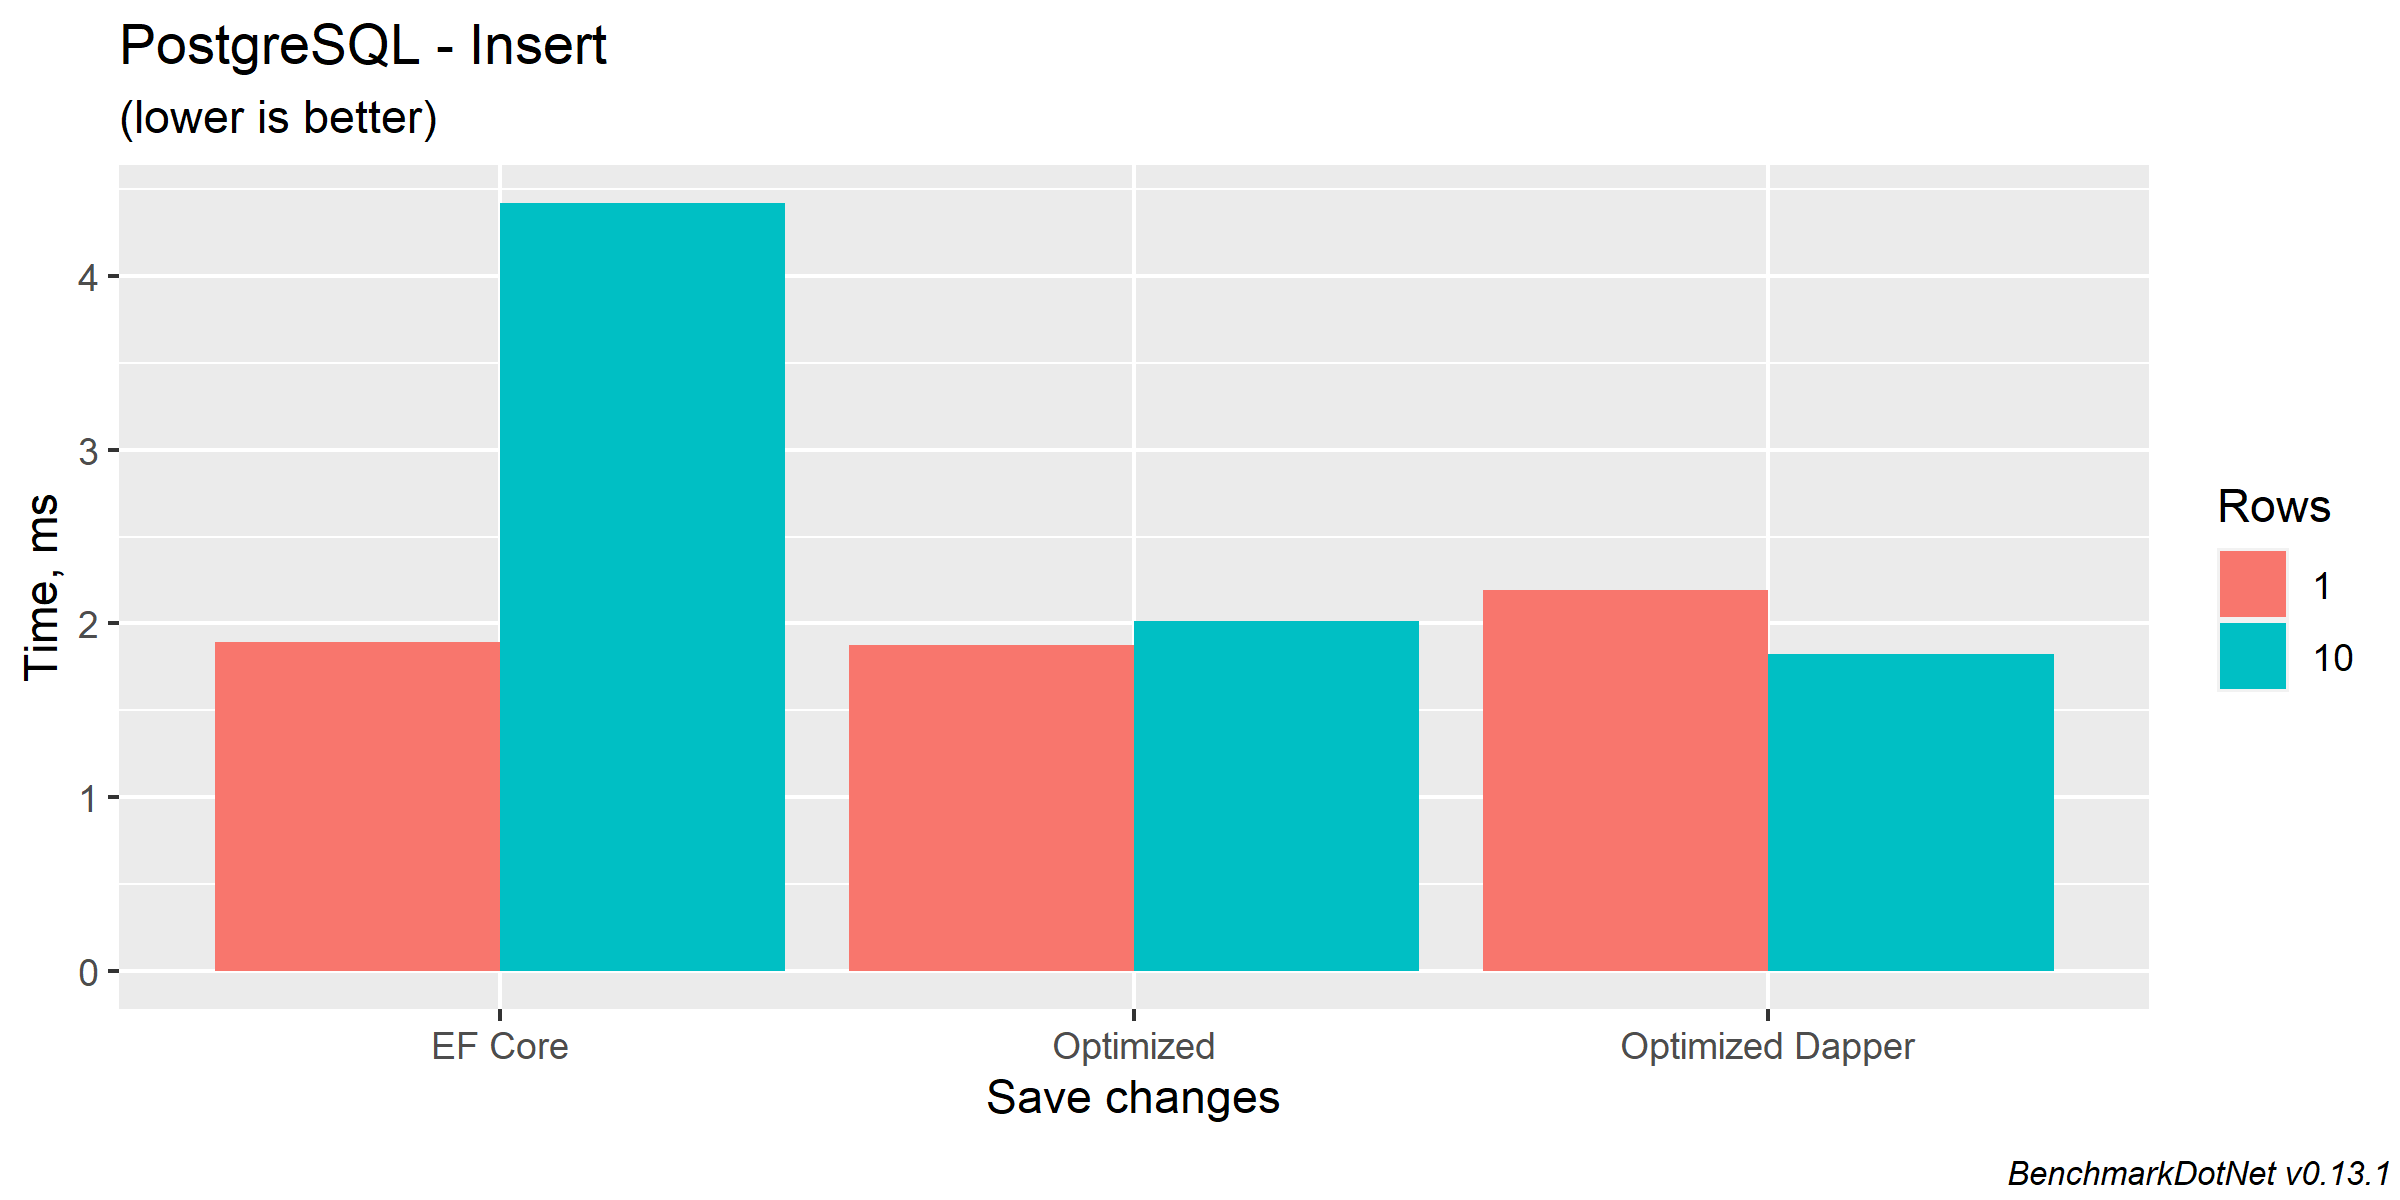 PostgreSQL - Insert
(lower is better)
Time, ms
4
3
2
1
0
EF Core
Optimized
Optimized Dapper
Save changes
Rows
1
10
BenchmarkDotNet v0.13.1